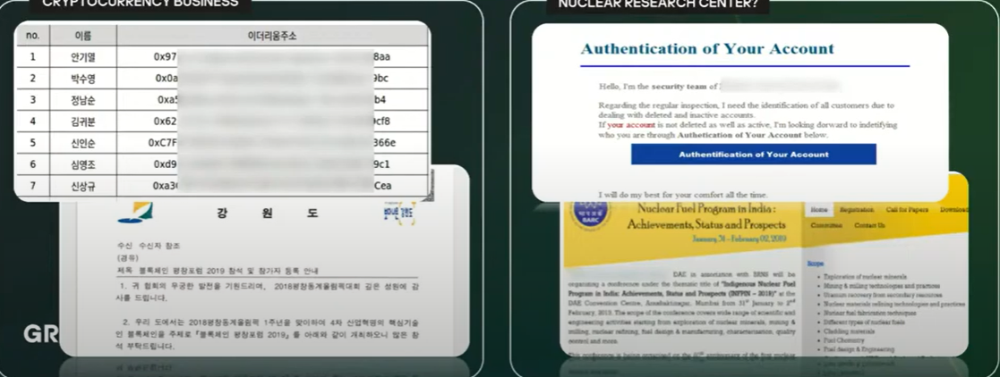 CRYPTOCURRENCY BUSINESS
no. 이름 이더리움주소
1 안기열 0x97 8aa
2 박수영 0x0a 9bc
3 정남순 0xa5 b4
4 김귀분 0x62 cf8
5 신인순 0xC7F 366e
6 심영조 0xd9 9c1
7 신상규 0xa3 Cea
강 원 도
수신 수신자 참조
(경유)
제목 블록체인 평창포럼 2019 참석 및 참가자 등록 안내
1. 귀 협회의 무궁한 발전을 기원드리며, 2018평창동계올림픽대회 깊은 성원에 감
사를 드립니다.
2. 우리 도에서는 2018평창동계올림픽 1주년을 맞이하여 4차 산업혁명의 핵심기술
인 블록체인을 주제로 『블록체인 평창포럼 2019』를 아래와 같이 개최하오니 많은 참
석 부탁드립니다.
GR
NUCLEAR RESEARCH CENTER?
Authentication of Your Account
Hello, I'm the security team of
Regarding the regular inspection, I need the identification of all customers due to
dealing with deleted and inactive accounts.
If your account is not deleted as well as active, I'm looking forward to indetifying
who you are through Authetication of Your Account below.
Authentification of Your Account
I will do my best for your comfort all the time.
BARC
Nuclear Fuel Program in India :
Achievements, Status and Prospects
January, 31 - February 02, 2019
DAE in association with will be
organizing a conference under the thematic title of "Indigenous Nuclear Fuel
Program in India: Achievements, Status and Prospects (INFPIN - 2019)" at the
DAE Convention Centre, Anushaktinagar, Mumbai from 31st January to 2nd
February, 2019. The scope of the conference covers wide range of scientific and
engineering activities starting from exploration of nuclear minerals, mining &
milling, nuclear refining, fuel design & manufacturing, characterisation, quality
control and more.
This conference is being organised on the anniversary of the first nuclear
Home Registration Call for Papers Download
Committee Contact Us
Scope
• Exploration of nuclear minerals
• Mining & milling technologies and practices
• Uranium recovery from secondary resources
• Nuclear materials refining technologies and practices
• Nuclear fuel fabrication techniques
• Different types of nuclear fuels
• Cladding materials
• Fuel Chemistry
• Fuel design & Engineering